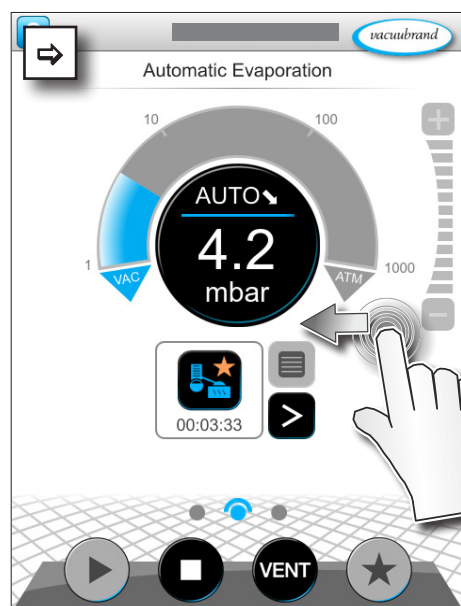 vacuubrand
Automatic Evaporation
10
100
AUTO
4.2
mbar
1
VAC
ATM
1000
00:03:33
VENT